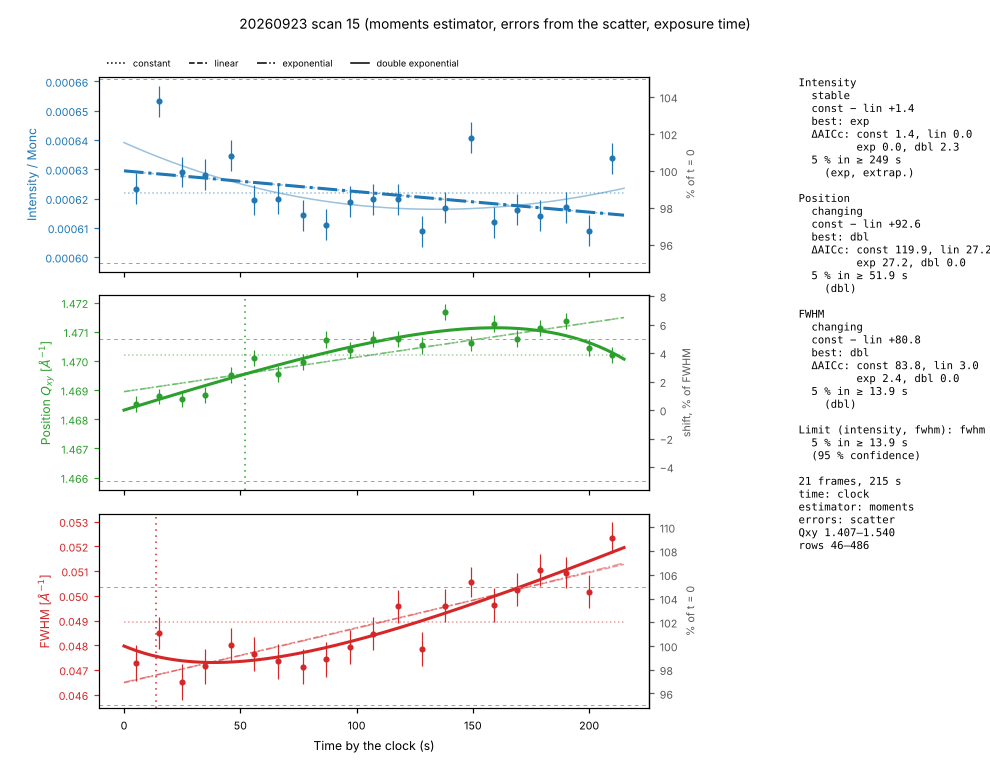 20260923 scan 15 (moments estimator, errors from the scatter, exposure time)
constant linear exponential double exponential
0.00066
0.00065
0.00064
0.00063
0.00062
0.00061
0.00060
Intensity / Monc
104
102
100
98
96
% of t = 0
1.472
1.471
1.470
1.469
1.468
1.467
1.466
Position Qxy [Å⁻¹]
8
6
4
2
0
−2
−4
shift, % of FWHM
0.053
0.052
0.051
0.050
0.049
0.048
0.047
0.046
FWHM [Å⁻¹]
110
108
106
104
102
100
98
96
% of t = 0
0 50 100 150 200
Time by the clock (s)
Intensity
stable
const − lin +1.4
best: exp
ΔAICc: const 1.4, lin 0.0
exp 0.0, dbl 2.3
5 % in ≥ 249 s
(exp, extrap.)
Position
changing
const − lin +92.6
best: dbl
ΔAICc: const 119.9, lin 27.2
exp 27.2, dbl 0.0
5 % in ≥ 51.9 s
(dbl)
FWHM
changing
const − lin +80.8
best: dbl
ΔAICc: const 83.8, lin 3.0
exp 2.4, dbl 0.0
5 % in ≥ 13.9 s
(dbl)
Limit (intensity, fwhm): fwhm
5 % in ≥ 13.9 s
(95 % confidence)
21 frames, 215 s
time: clock
estimator: moments
errors: scatter
Qxy 1.407–1.540
rows 46–486